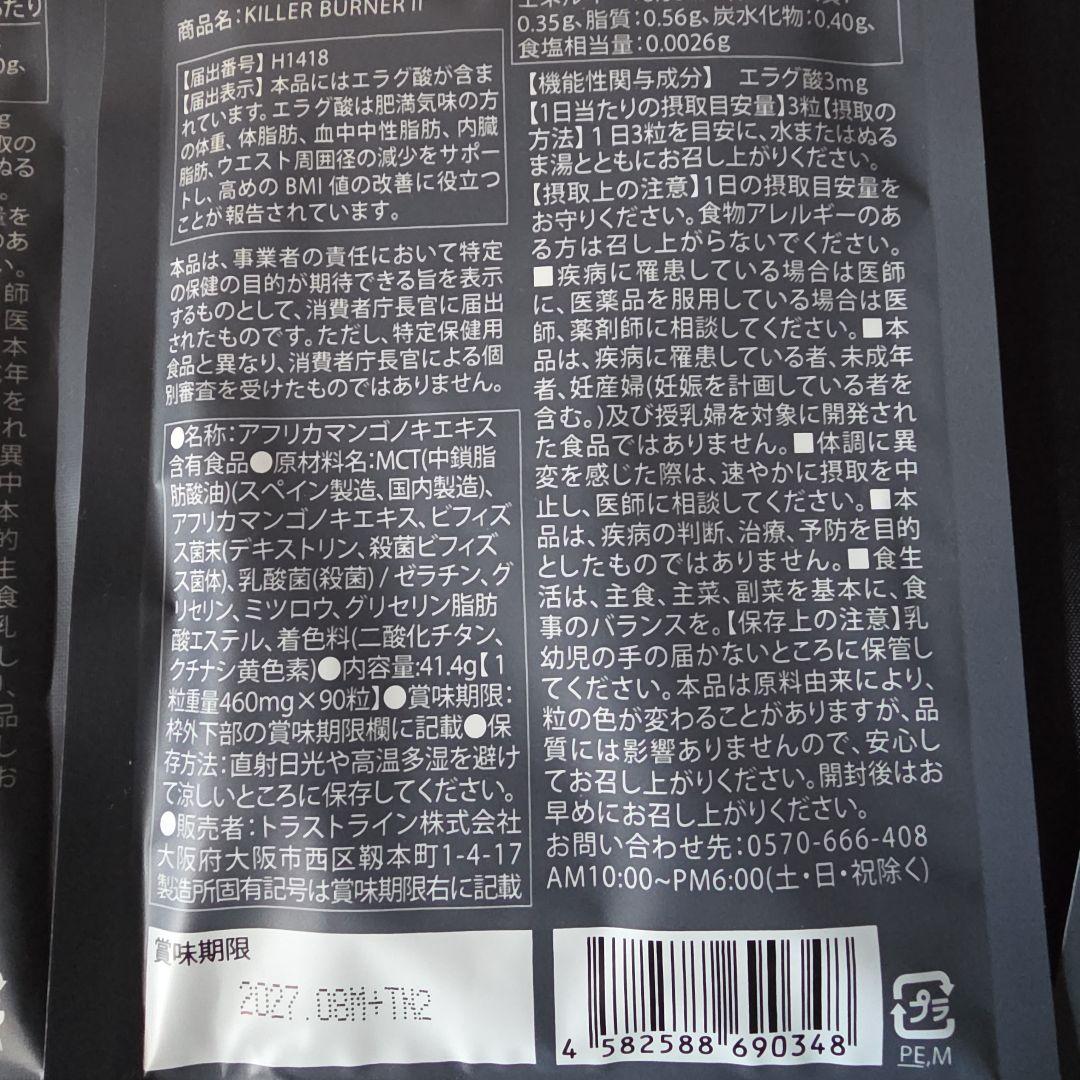 商品名：KILLER BURNER II
【届出番号】H1418
【届出表示】本品にはエラグ酸が含ま
れています。エラグ酸は肥満気味の方
の体重、体脂肪、血中中性脂肪、内臓
脂肪、ウエスト周囲径の減少をサポー
トし、高めのBMI値の改善に役立つ
ことが報告されています。
本品は、事業者の責任において特定
の保健の目的が期待できる旨を表示
するものとして、消費者庁長官に届出
されたものです。ただし、特定保健用
食品と異なり、消費者庁長官による個
別審査を受けたものではありません。
●名称：アフリカマンゴノキエキス
含有食品●原材料名：MCT(中鎖脂
肪酸油)(スペイン製造、国内製造)、
アフリカマンゴノキエキス、ビフィズ
ス菌末(デキストリン、殺菌ビフィズ
ス菌体)、乳酸菌(殺菌) / ゼラチン、グ
リセリン、ミツロウ、グリセリン脂肪
酸エステル、着色料(二酸化チタン、
クチナシ黄色素)●内容量:41.4g【1
粒重量460mg×90粒】●賞味期限：
枠外下部の賞味期限欄に記載●保
存方法：直射日光や高温多湿を避け
て涼しいところに保存してください。
●販売者：トラストライン株式会社
大阪府大阪市西区靱本町1-4-17
製造所固有記号は賞味期限右に記載
賞味期限
2027.08M+TN2
0.35g、脂質：0.56g、炭水化物：0.40g、
食塩相当量：0.0026g
【機能性関与成分】 エラグ酸3mg
【1日当たりの摂取目安量】3粒【摂取の
方法】1日3粒を目安に、水またはぬる
ま湯とともにお召し上がりください。
【摂取上の注意】1日の摂取目安量を
お守りください。食物アレルギーのあ
る方は召し上がらないでください。
■疾病に罹患している場合は医師
に、医薬品を服用している場合は医
師、薬剤師に相談してください。■本
品は、疾病に罹患している者、未成年
者、妊産婦(妊娠を計画している者を
含む。)及び授乳婦を対象に開発され
た食品ではありません。■体調に異
変を感じた際は、速やかに摂取を中
止し、医師に相談してください。■本
品は、疾病の判断、治療、予防を目的
としたものではありません。■食生
活は、主食、主菜、副菜を基本に、食
事のバランスを。【保存上の注意】乳
幼児の手の届かないところに保管し
てください。本品は原料由来により、
粒の色が変わることがありますが、品
質には影響ありませんので、安心し
てお召し上がりください。開封後はお
早めにお召し上がりください。
お問い合わせ先：0570-666-408
AM10:00~PM6:00(土・日・祝除く)
4 582588 690348
プラ
PE,M